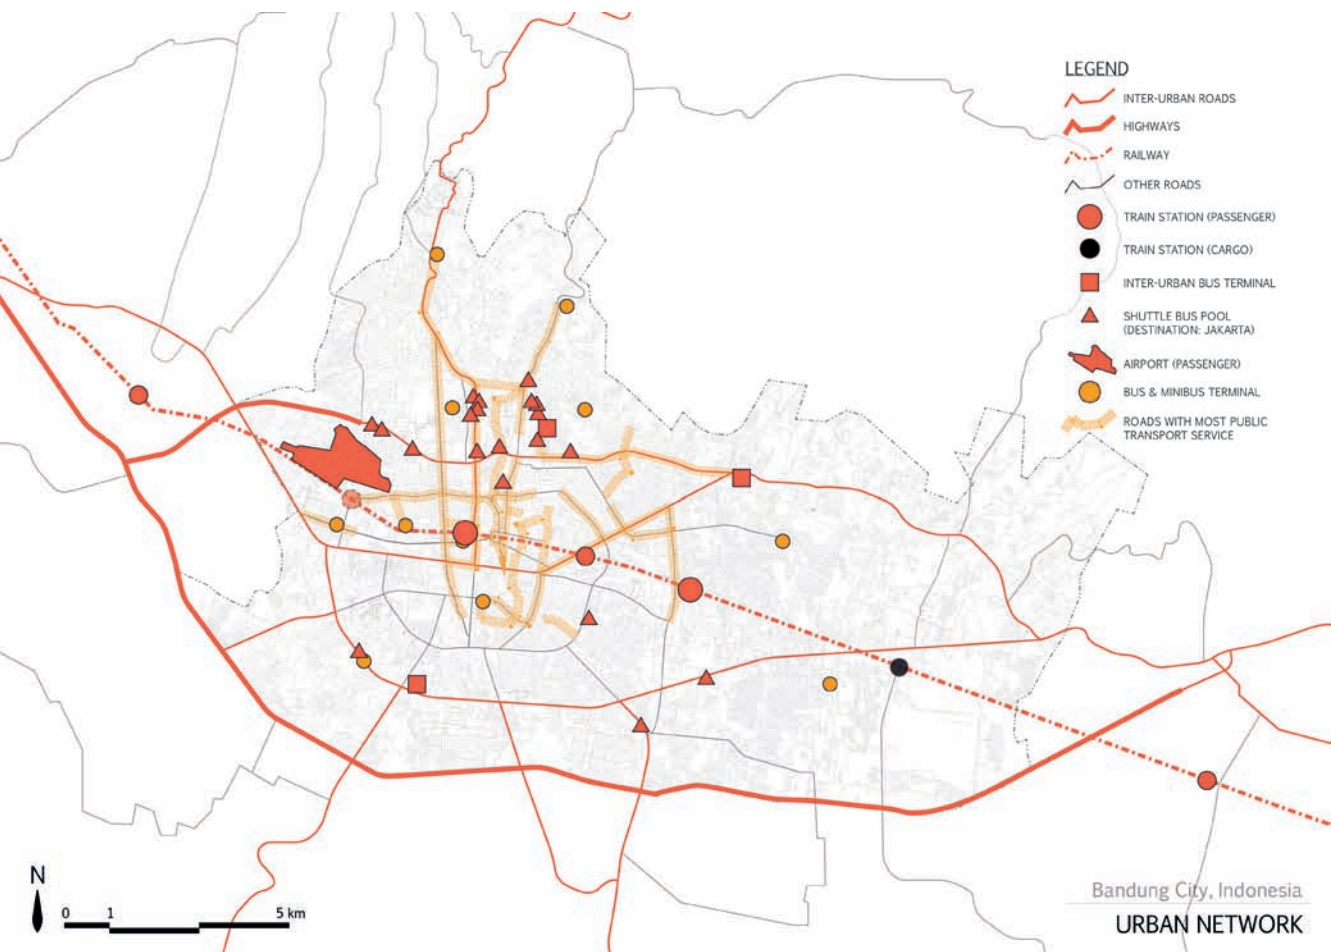 LEGEND
INTER-URBAN ROADS
HIGHWAYS
RAILWAY
OTHER ROADS
TRAIN STATION (PASSENGER)
TRAIN STATION (CARGO)
INTER-URBAN BUS TERMINAL
SHUTTLE BUS POOL
(DESTINATION: JAKARTA)
AIRPORT (PASSENGER)
BUS & MINIBUS TERMINAL
ROADS WITH MOST PUBLIC
TRANSPORT SERVICE
N
0 1 5 km
Bandung City, Indonesia
URBAN NETWORK